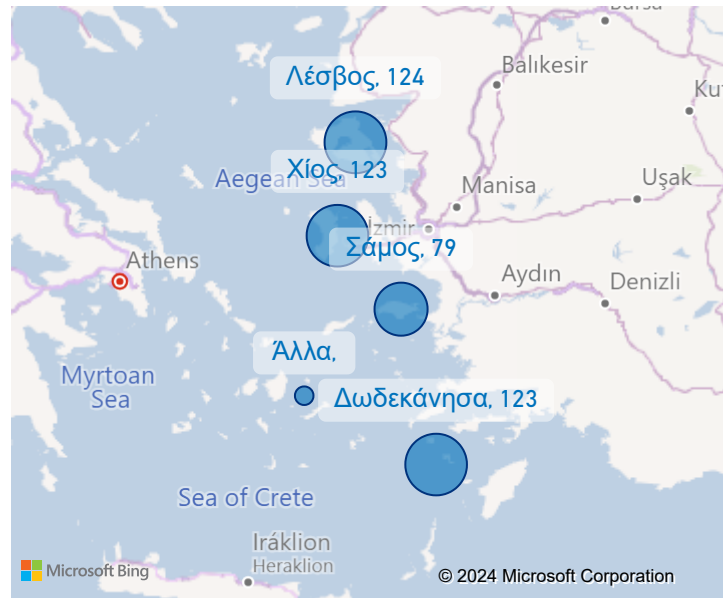 Bursa
Balıkesir
Λέσβος, 124
Χίος, 123
Aegean Sea
Manisa
Uşak
İzmir
Σάμος, 79
Athens
Aydın
Denizli
Άλλα,
Myrtoan
Sea
Δωδεκάνησα, 123
Sea of Crete
Iráklion
Heraklion
Microsoft Bing
© 2024 Microsoft Corporation